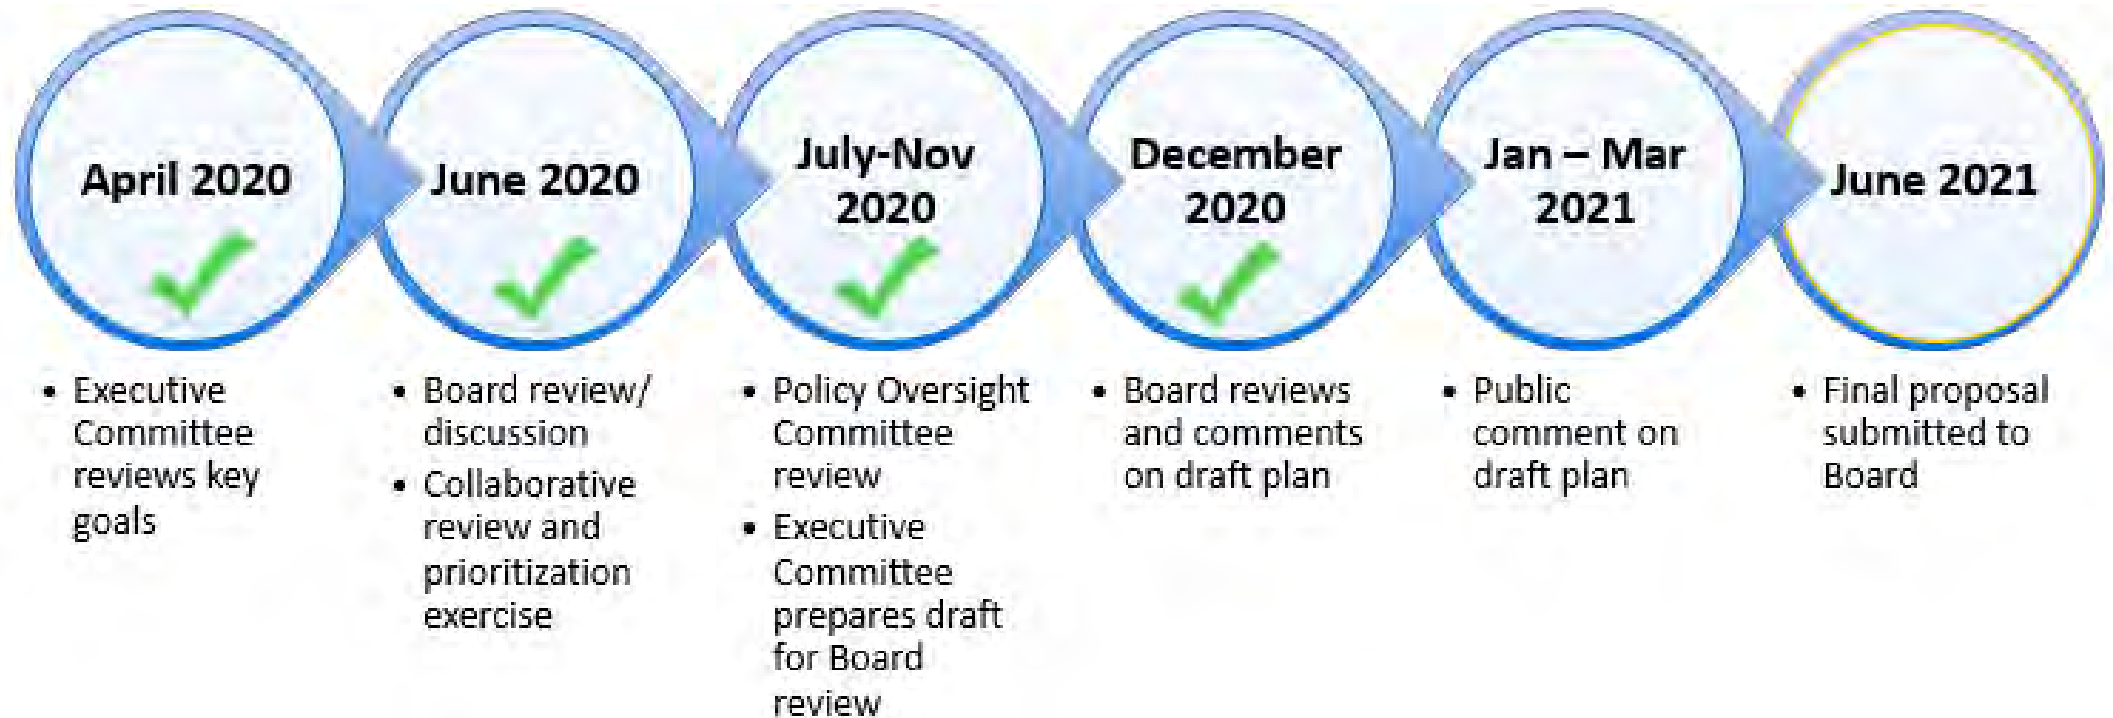 April 2020
June 2020
July-Nov
2020
December
2020
Jan – Mar
2021
June 2021
• Executive
Committee
reviews key
goals
• Board review/
discussion
• Collaborative
review and
prioritization
exercise
• Policy Oversight
Committee
review
• Executive
Committee
prepares draft
for Board
review
• Board reviews
and comments
on draft plan
• Public
comment on
draft plan
• Final proposal
submitted to
Board